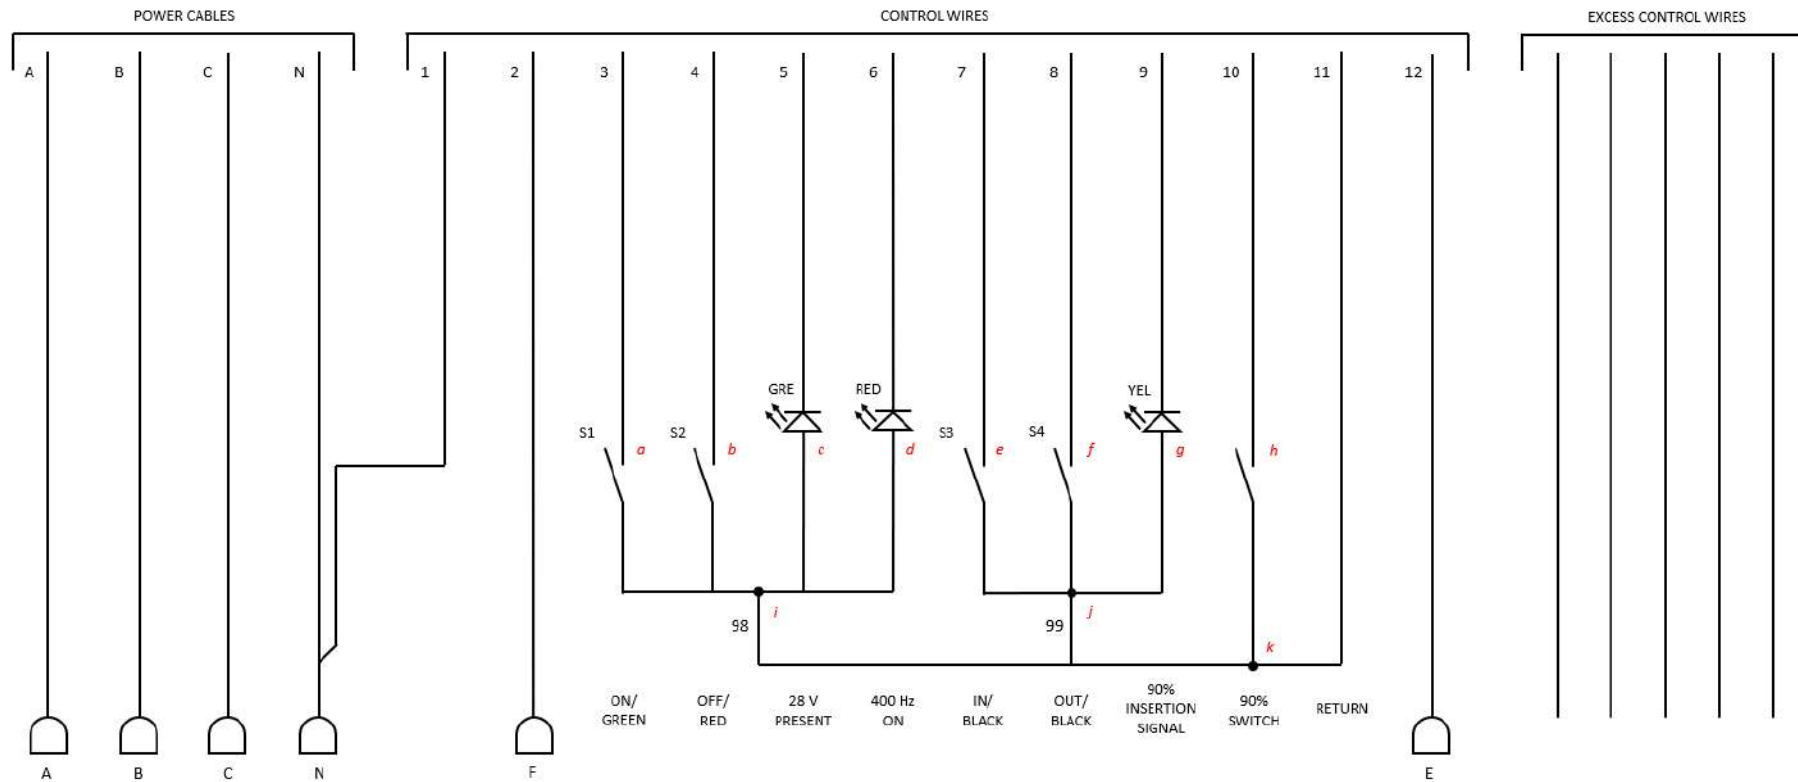 POWER CABLES
CONTROL WIRES
EXCESS CONTROL WIRES
A B C N 1 2 3 4 5 6 7 8 9 10 11 12
GRE RED YEL
S1 S2 S3 S4
a b c d e f g h
i j
98 99
k
ON/
GREEN
OFF/
RED
28 V
PRESENT
400 Hz
ON
IN/
BLACK
OUT/
BLACK
90%
INSERTION
SIGNAL
90%
SWITCH
RETURN
A B C N F E